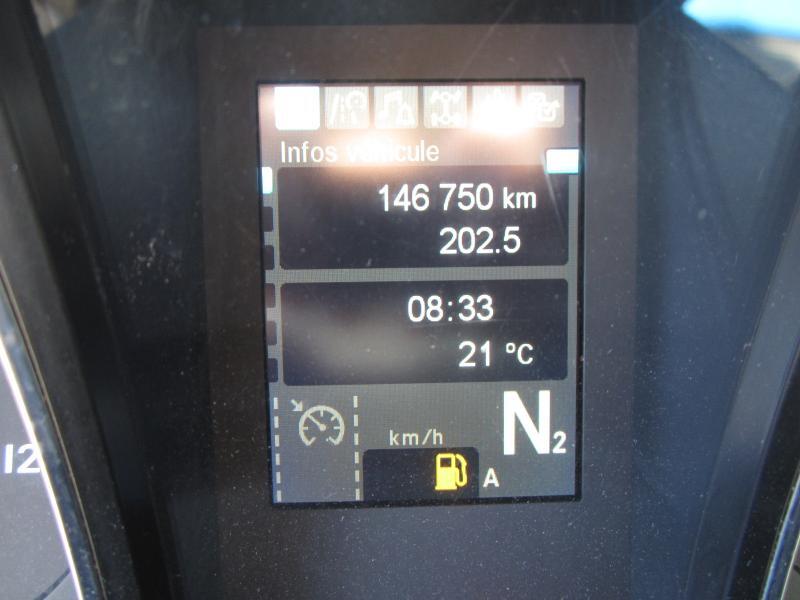 Infos véhicule
146 750 km
202.5
08:33
21 °C
N2
km/h
A
12